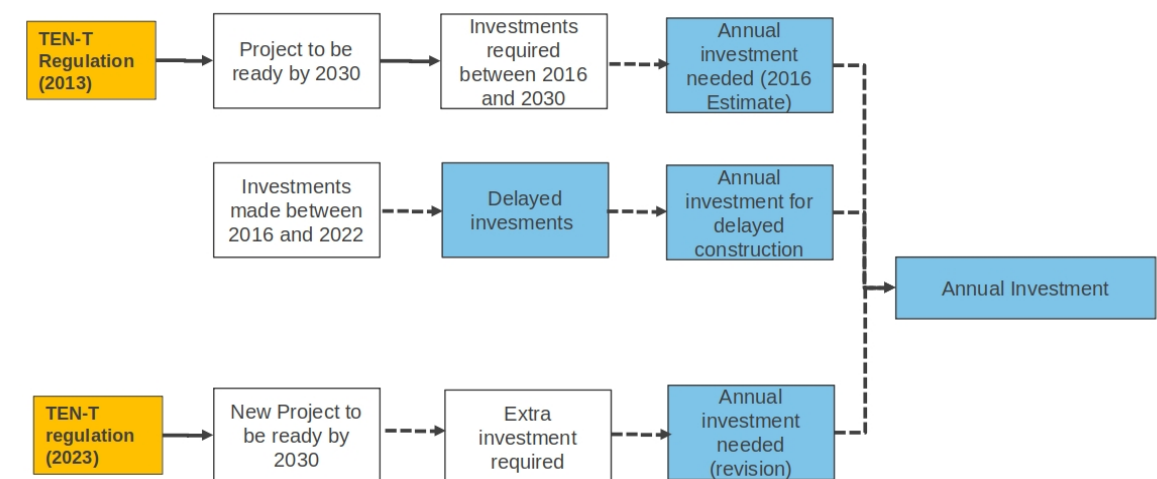 TEN-T
Regulation
(2013)
Project to be
ready by 2030
Investments
required
between 2016
and 2030
Annual
investment
needed (2016
Estimate)
Investments
made between
2016 and 2022
Delayed
invesments
Annual
investment for
delayed
construction
Annual Investment
TEN-T
regulation
(2023)
New Project to
be ready by
2030
Extra
investment
required
Annual
investment
needed
(revision)